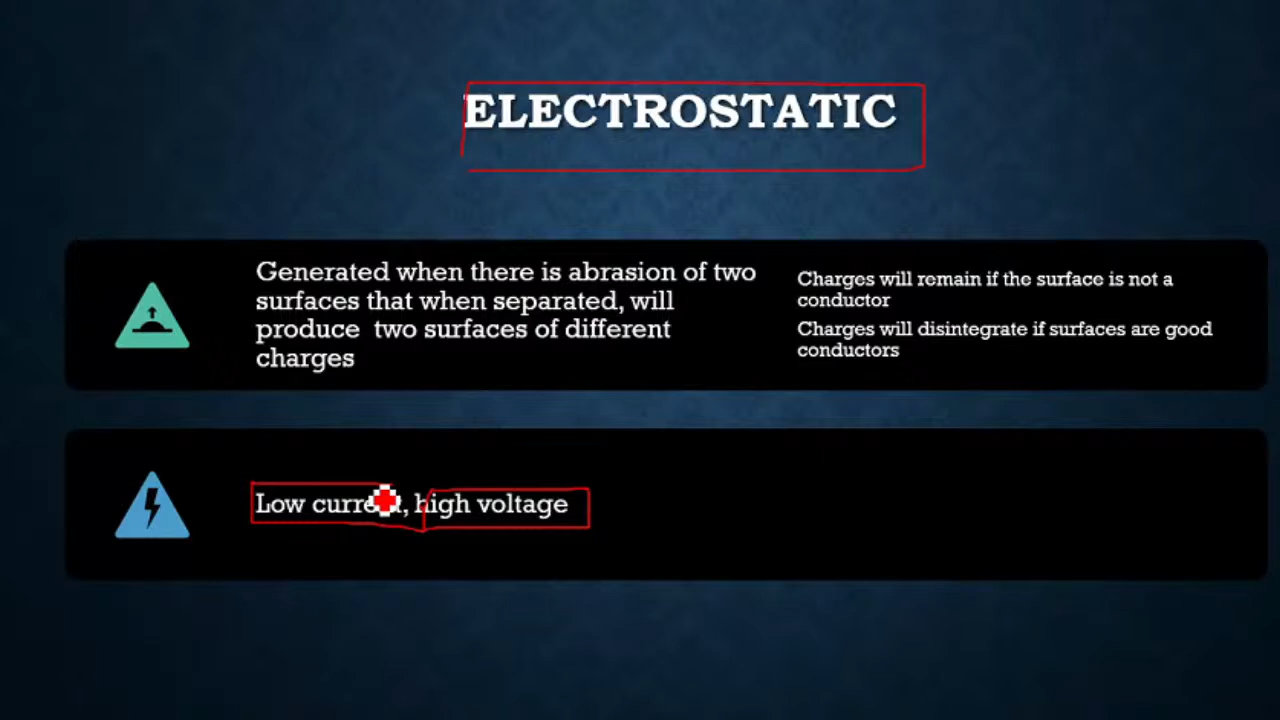 ELECTROSTATIC
Generated when there is abrasion of two
surfaces that when separated, will
produce two surfaces of different
charges
Charges will remain if the surface is not a
conductor
Charges will disintegrate if surfaces are good
conductors
Low current, high voltage